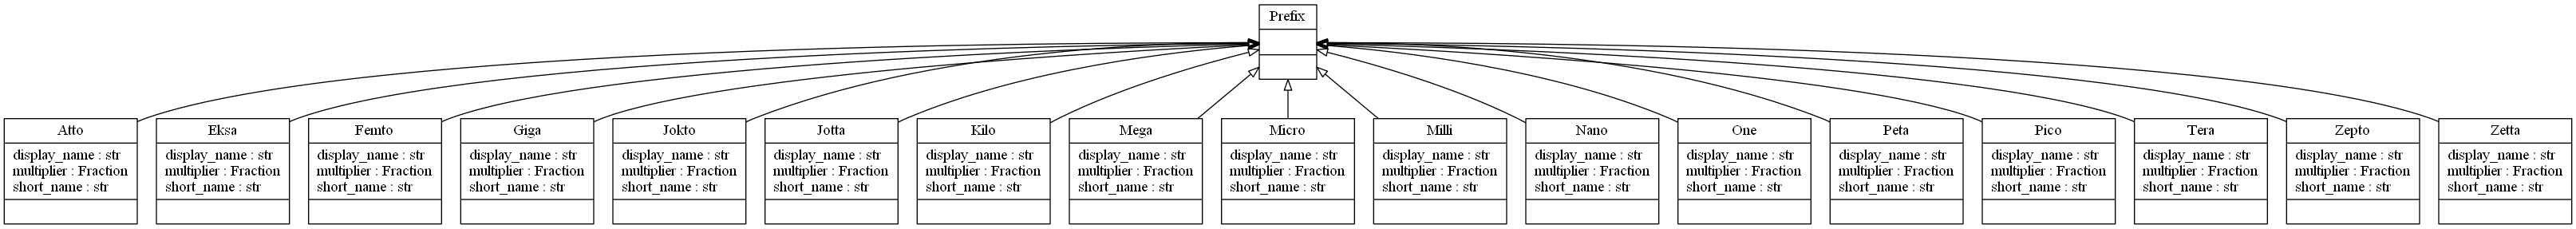 Prefix
Atto
display_name : str
multiplier : Fraction
short_name : str
Eksa
display_name : str
multiplier : Fraction
short_name : str
Femto
display_name : str
multiplier : Fraction
short_name : str
Giga
display_name : str
multiplier : Fraction
short_name : str
Jokto
display_name : str
multiplier : Fraction
short_name : str
Jotta
display_name : str
multiplier : Fraction
short_name : str
Kilo
display_name : str
multiplier : Fraction
short_name : str
Mega
display_name : str
multiplier : Fraction
short_name : str
Micro
display_name : str
multiplier : Fraction
short_name : str
Milli
display_name : str
multiplier : Fraction
short_name : str
Nano
display_name : str
multiplier : Fraction
short_name : str
One
display_name : str
multiplier : Fraction
short_name : str
Peta
display_name : str
multiplier : Fraction
short_name : str
Pico
display_name : str
multiplier : Fraction
short_name : str
Tera
display_name : str
multiplier : Fraction
short_name : str
Zepto
display_name : str
multiplier : Fraction
short_name : str
Zetta
display_name : str
multiplier : Fraction
short_name : str